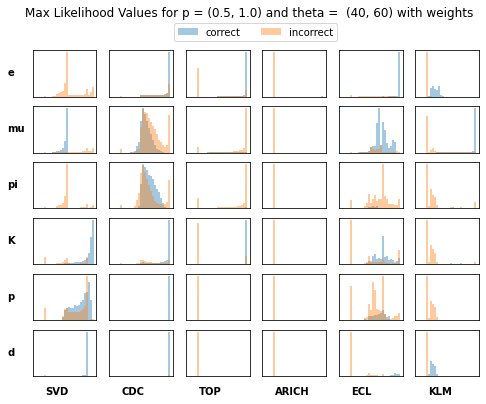 Max Likelihood Values for p = (0.5, 1.0) and theta =  (40, 60) with weights
correct incorrect
e
mu
pi
K
p
d
SVD CDC TOP ARICH ECL KLM